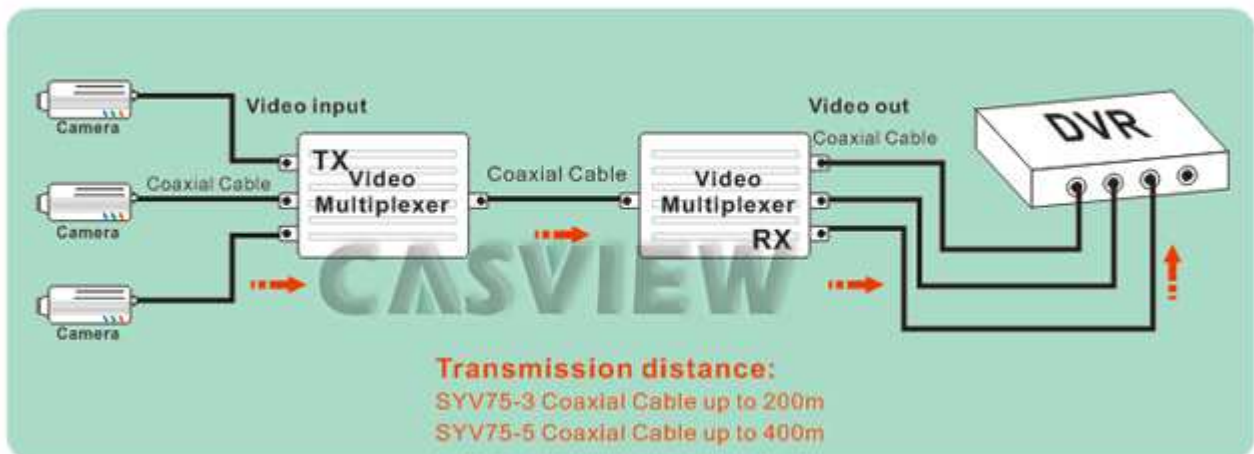 Camera
Video input
Coaxial Cable
Camera
Camera
TX
Video
Multiplexer
Coaxial Cable
Video
Multiplexer
RX
Video out
Coaxial Cable
DVR
CASVIEW
Transmission distance:
SYV75-3 Coaxial Cable up to 200m
SYV75-5 Coaxial Cable up to 400m